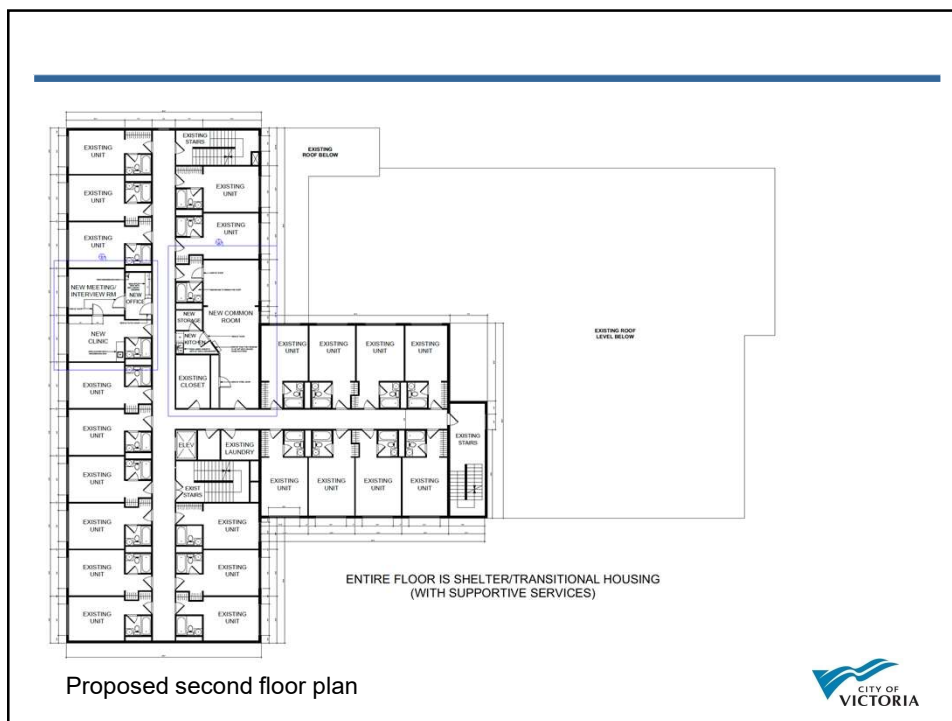 EXISTING
STAIRS
EXISTING
ROOF BELOW
EXISTING
UNIT
EXISTING
UNIT
EXISTING
UNIT
EXISTING
UNIT
EXISTING
UNIT
NEW MEETING/
INTERVIEW RM
NEW
OFFICE
NEW
STORAGE
NEW COMMON
ROOM
NEW
CLINIC
NEW
KITCHEN
EXISTING
CLOSET
EXISTING
UNIT
EXISTING
UNIT
EXISTING
UNIT
EXISTING
UNIT
EXISTING ROOF
LEVEL BELOW
EXISTING
UNIT
EXISTING
UNIT
ELEV
EXISTING
LAUNDRY
EXISTING
STAIRS
EXISTING
UNIT
EXIST
STAIRS
EXISTING
UNIT
EXISTING
UNIT
EXISTING
UNIT
EXISTING
UNIT
EXISTING
UNIT
EXISTING
UNIT
EXISTING
UNIT
EXISTING
UNIT
EXISTING
UNIT
EXISTING
UNIT
ENTIRE FLOOR IS SHELTER/TRANSITIONAL HOUSING
(WITH SUPPORTIVE SERVICES)
Proposed second floor plan
CITY OF
VICTORIA